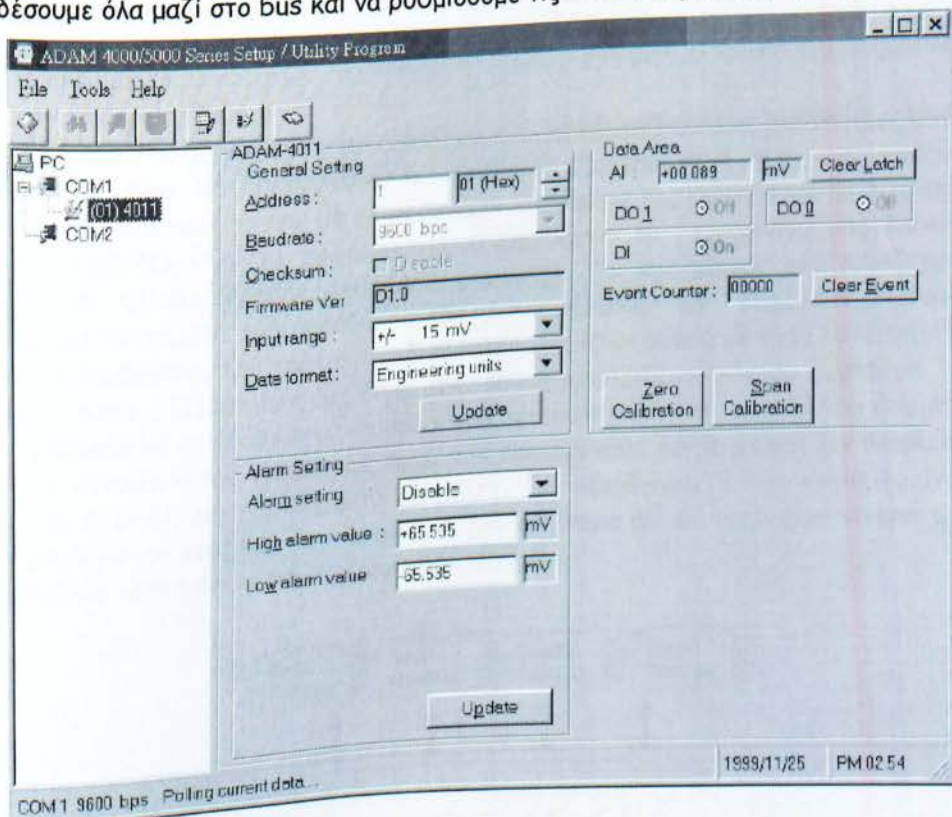 δέσουμε όλα μαζί στο bus και να ρυθμίσουμε
ADAM 4000/5000 Series Setup / Utility Program
File Tools Help
PC
COM1
(01) 4011
COM2
ADAM-4011
General Setting
Address : 1 01 (Hex)
Baudrate : 9600 bps
Checksum : Disable
Firmware Ver D1.0
Input range : +/- 15 mV
Data format : Engineering units
Update
Alarm Setting
Alarm setting Disable
High alarm value : +65.535 mV
Low alarm value -65.535 mV
Update
Data Area
AI +00.089 mV Clear Latch
DO 1 Off DO 0 Off
DI On
Event Counter : 00000 Clear Event
Zero Calibration
Span Calibration
1999/11/25 PM 02:54
COM1 9600 bps Polling current data...